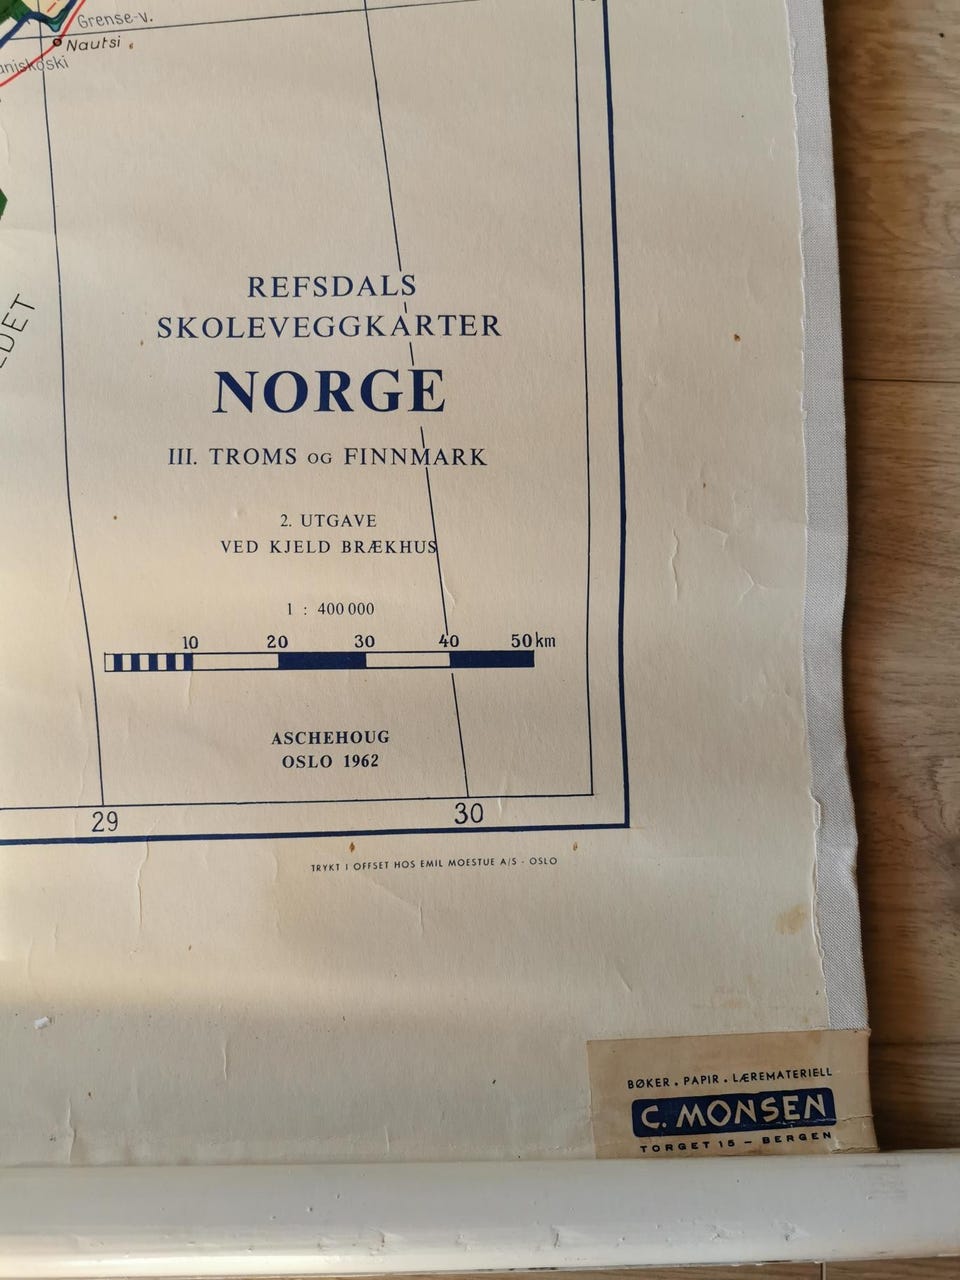 Grense-v.
Nautsi
REFSDALS
SKOLEVEGGKARTER
NORGE
III. TROMS OG FINNMARK
2. UTGAVE
VED KJELD BRÆKHUS
1 : 400 000
10 20 30 40 50 km
ASCHEHOUG
OSLO 1962
29 30
TRYKT I OFFSET HOS EMIL MOESTUE A/S - OSLO
BØKER. PAPIR. LÆREMATERIELL
C. MONSEN
TORGET 15 – BERGEN